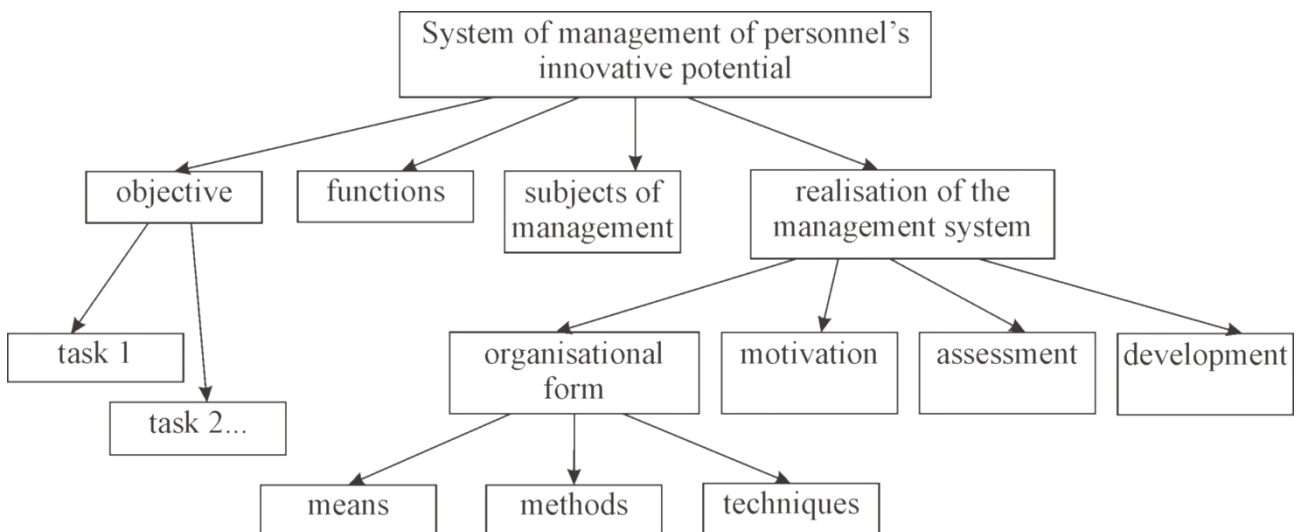 System of management of personnel’s
innovative potential
objective
functions
subjects of
management
realisation of the
management system
task 1
task 2...
organisational
form
motivation
assessment
development
means
methods
techniques